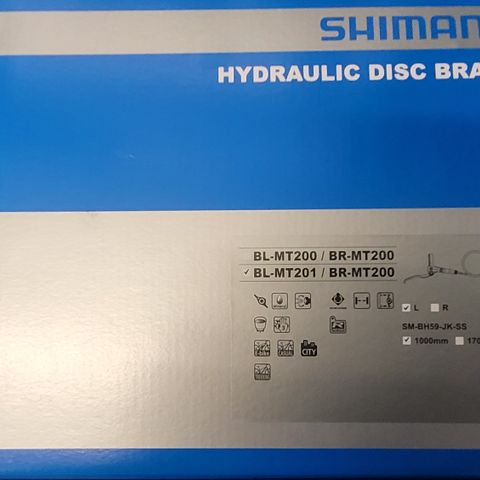 SHIMAN
HYDRAULIC DISC BRA
BL-MT200 / BR-MT200
BL-MT201 / BR-MT200
L R
SM-BH59-JK-SS
1000mm 170
CITY